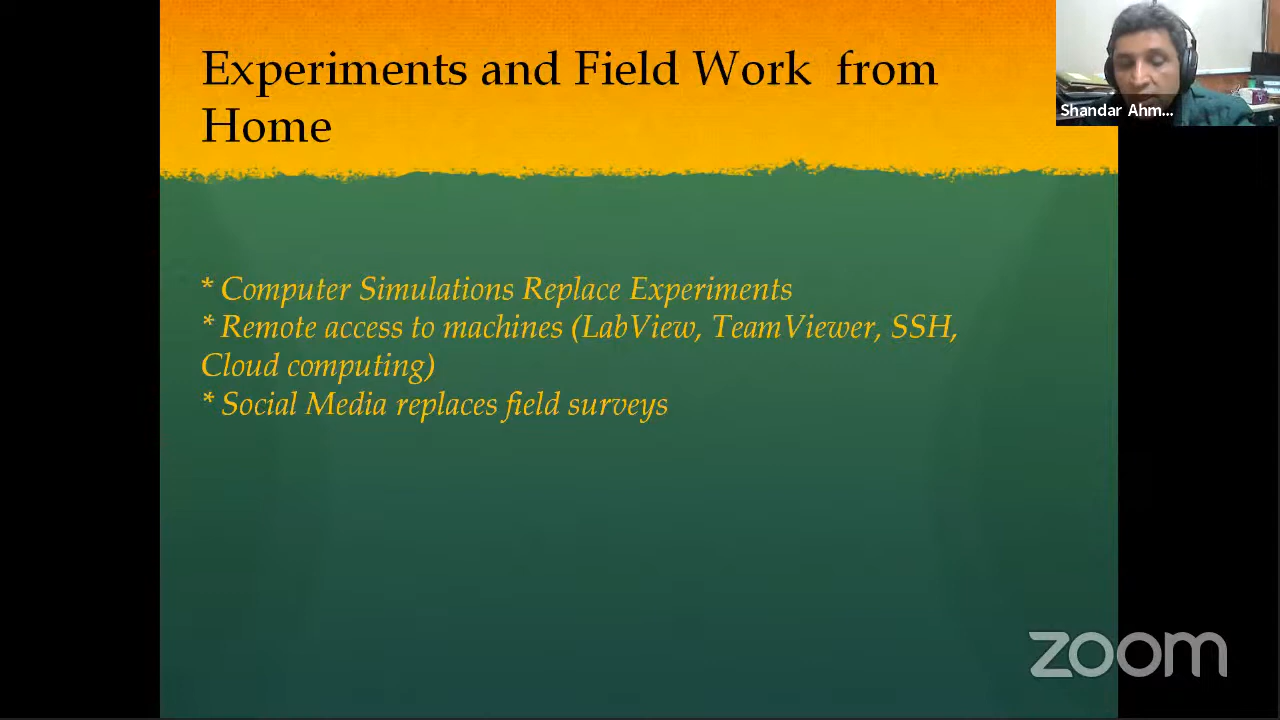 Experiments and Field Work from
Home
Shandar Ahm...
* Computer Simulations Replace Experiments
* Remote access to machines (LabView, TeamViewer, SSH,
Cloud computing)
* Social Media replaces field surveys
zoom